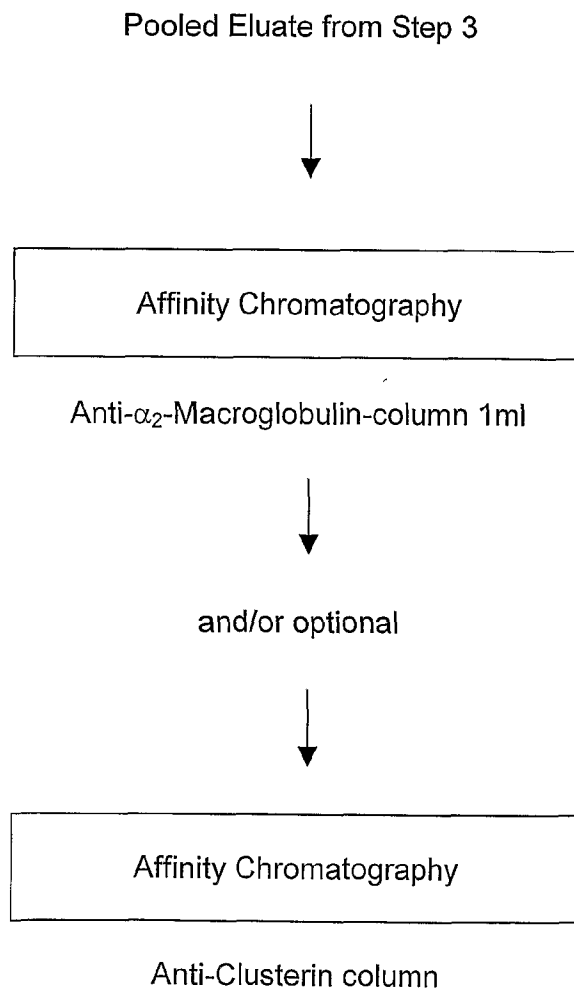 Pooled Eluate from Step 3
Affinity Chromatography
Anti-α₂-Macroglobulin-column 1ml
and/or optional
Affinity Chromatography
Anti-Clusterin column